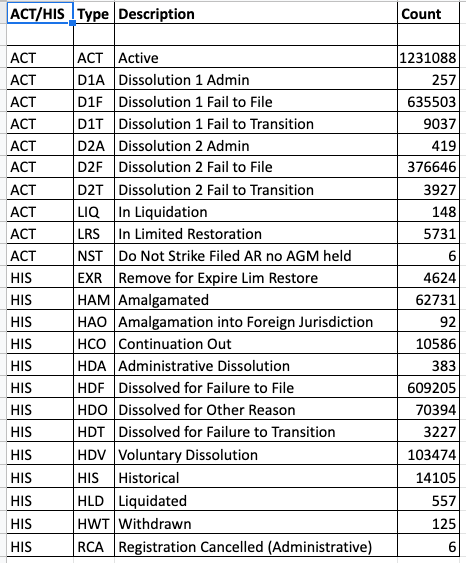 ACT/HIS Type Description Count
ACT ACT Active 1231088
ACT D1A Dissolution 1 Admin 257
ACT D1F Dissolution 1 Fail to File 635503
ACT D1T Dissolution 1 Fail to Transition 9037
ACT D2A Dissolution 2 Admin 419
ACT D2F Dissolution 2 Fail to File 376646
ACT D2T Dissolution 2 Fail to Transition 3927
ACT LIQ In Liquidation 148
ACT LRS In Limited Restoration 5731
ACT NST Do Not Strike Filed AR no AGM held 6
HIS EXR Remove for Expire Lim Restore 4624
HIS HAM Amalgamated 62731
HIS HAO Amalgamation into Foreign Jurisdiction 92
HIS HCO Continuation Out 10586
HIS HDA Administrative Dissolution 383
HIS HDF Dissolved for Failure to File 609205
HIS HDO Dissolved for Other Reason 70394
HIS HDT Dissolved for Failure to Transition 3227
HIS HDV Voluntary Dissolution 103474
HIS HIS Historical 14105
HIS HLD Liquidated 557
HIS HWT Withdrawn 125
HIS RCA Registration Cancelled (Administrative) 6